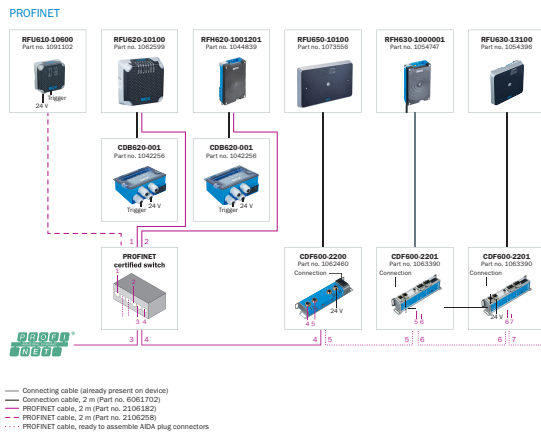 PROFINET
RFU610-10600
Part no. 1091102
Trigger
24 V
RFU620-10100
Part no. 1062599
RFH620-1001201
Part no. 1044839
RFU650-10100
Part no. 1073556
RFH630-1000001
Part no. 1054747
RFU630-13100
Part no. 1054396
CDB620-001
Part no. 1042256
24 V
Trigger
CDB620-001
Part no. 1042256
24 V
Trigger
1 2
PROFINET
certified switch
1
2
3 4
CDF600-2200
Part no. 1062460
Connection
24 V
4 5
CDF600-2201
Part no. 1063390
Connection
5 6
CDF600-2201
Part no. 1063390
Connection
24 V
6 7
PROFI
NET
3 4
4 5
5 6
6 7
Connecting cable (already present on device)
Connection cable, 2 m (Part no. 6061702)
PROFINET cable, 2 m (Part no. 2106182)
PROFINET cable, 2 m (Part no. 2106258)
PROFINET cable, ready to assemble AIDA plug connectors